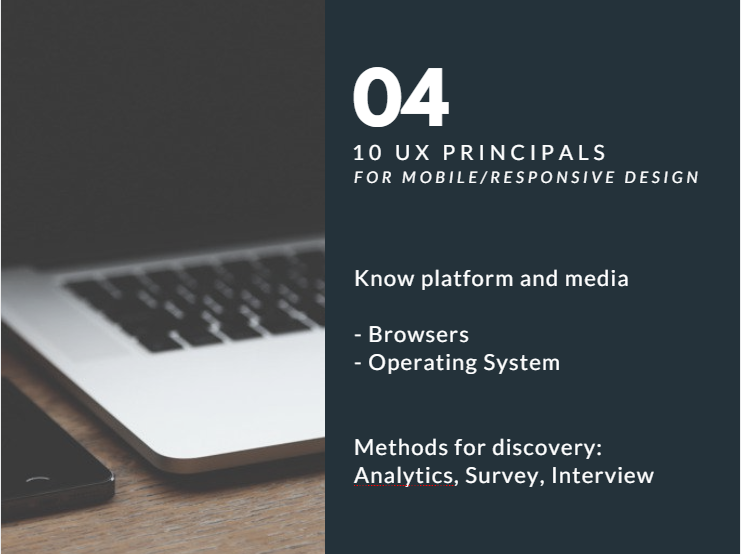 04
10 UX PRINCIPALS
FOR MOBILE/RESPONSIVE DESIGN
Know platform and media
- Browsers
- Operating System
Methods for discovery:
Analytics, Survey, Interview